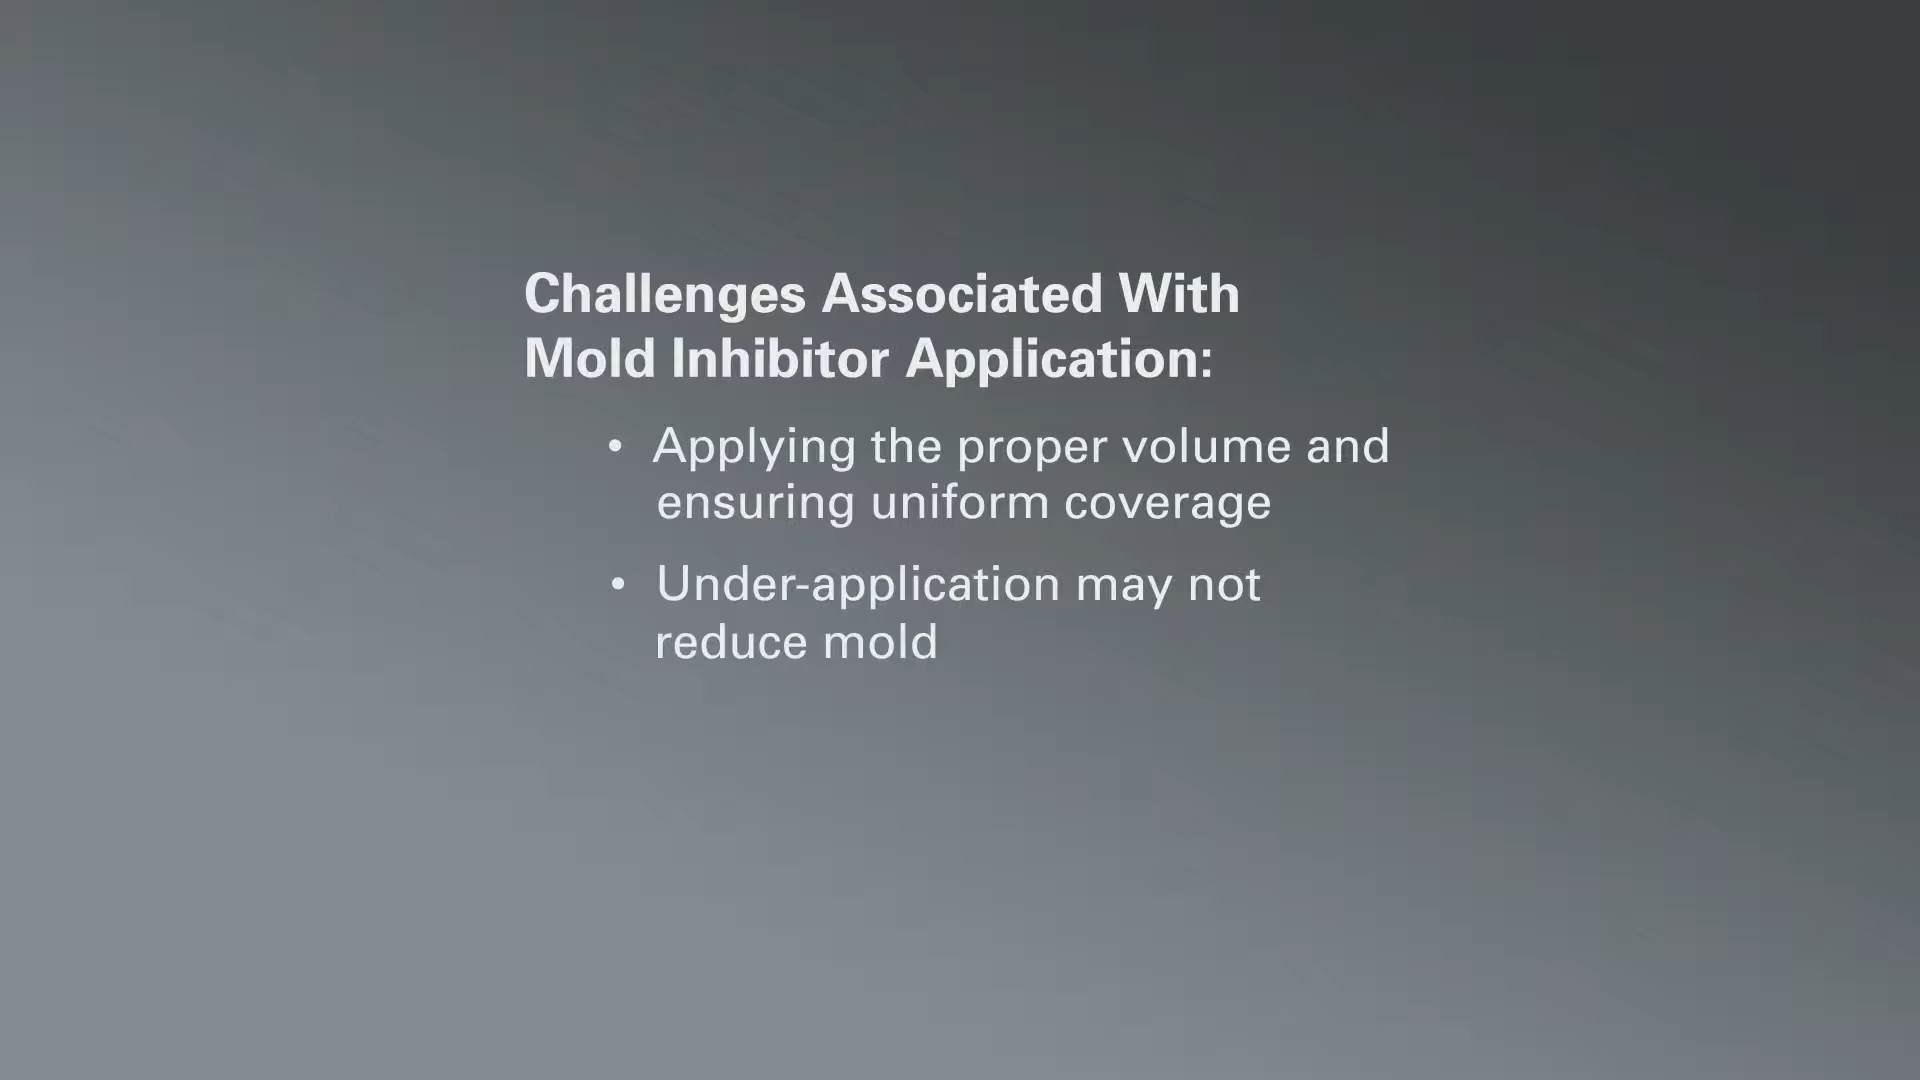 Challenges Associated With
Mold Inhibitor Application:
• Applying the proper volume and
ensuring uniform coverage
• Under-application may not
reduce mold